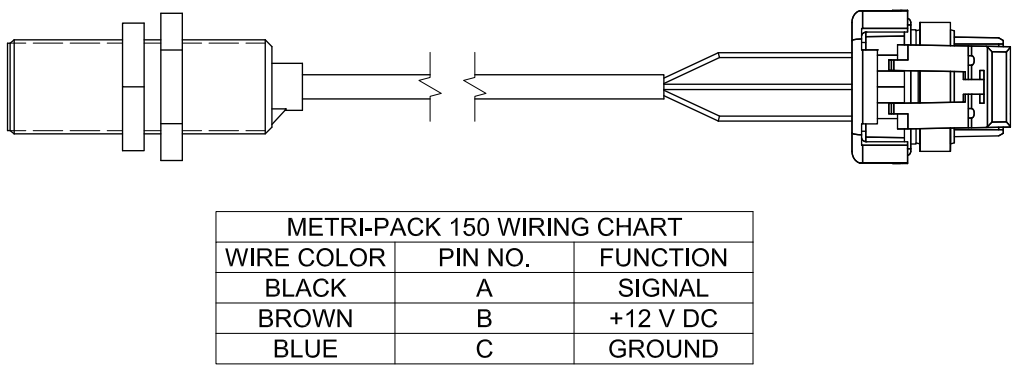 METRI-PACK 150 WIRING CHART
WIRE COLOR PIN NO. FUNCTION
BLACK A SIGNAL
BROWN B +12 V DC
BLUE C GROUND